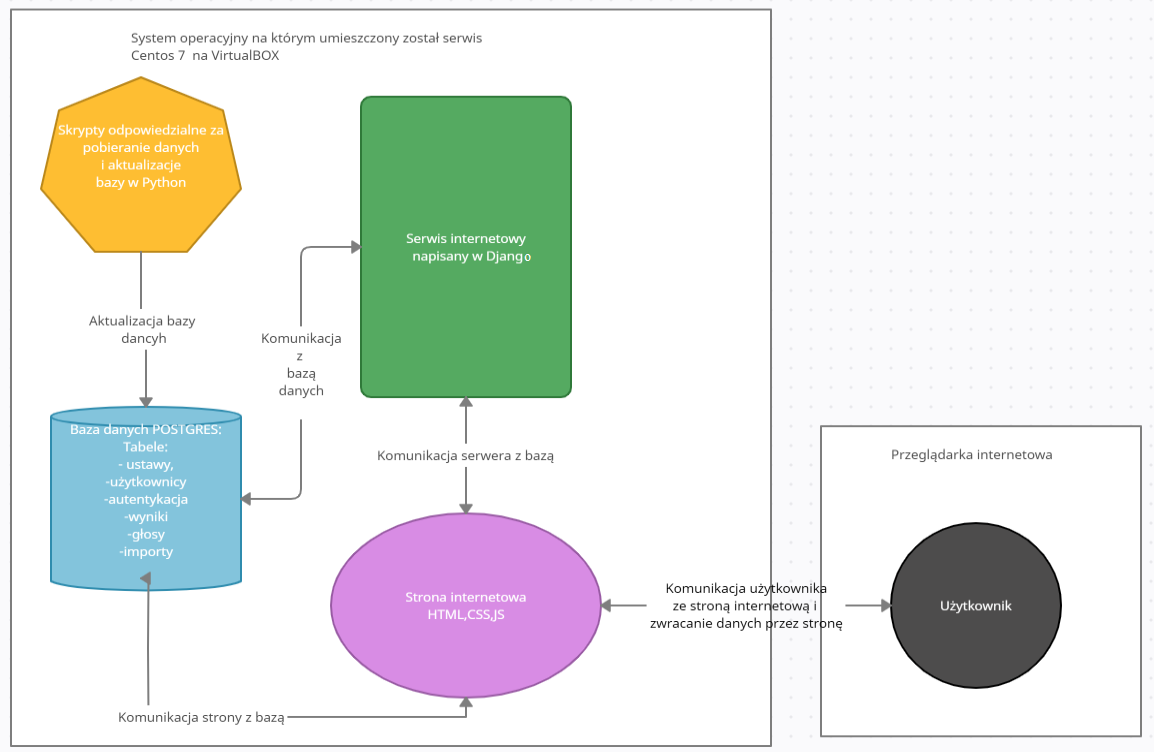 System operacyjny na którym umieszczony został serwis
Centos 7 na VirtualBOX
Skrypty odpowiedzialne za
pobieranie danych
i aktualizacje
bazy w Python
Serwis internetowy
napisany w Django
Aktualizacja bazy
dancyh
Komunikacja
z
bazą
danych
Baza danych POSTGRES:
Tabele:
- ustawy,
-użytkownicy
-autentykacja
-wyniki
-głosy
-importy
Komunikacja serwera z bazą
Przeglądarka internetowa
Strona internetowa
HTML,CSS,JS
Komunikacja użytkownika
ze stroną internetową i
zwracanie danych przez stronę
Użytkownik
Komunikacja strony z bazą